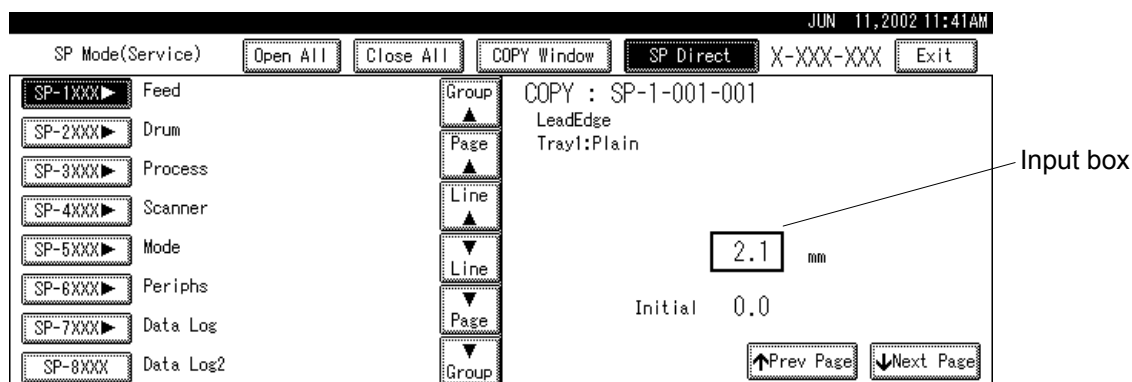 JUN 11,2002 11:41AM
SP Mode(Service) Open All Close All COPY Window SP Direct X-XXX-XXX Exit
SP-1XXX▶ Feed
SP-2XXX▶ Drum
SP-3XXX▶ Process
SP-4XXX▶ Scanner
SP-5XXX▶ Mode
SP-6XXX▶ Periphs
SP-7XXX▶ Data Log
SP-8XXX Data Log2
Group
▲
Page
▲
Line
▲
▼
Line
▼
Page
▼
Group
COPY : SP-1-001-001
LeadEdge
Tray1:Plain
2.1 mm
Initial 0.0
↑Prev Page ↓Next Page
Input box